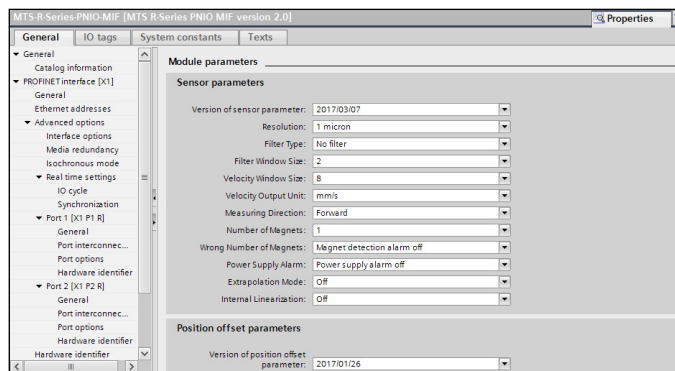 MTS-R-Series-PNIO-MIF [MTS R-Series PNIO MIF version 2.0]
Properties
General
IO tags
System constants
Texts
General
Catalog information
PROFINET interface [X1]
General
Ethernet addresses
Advanced options
Interface options
Media redundancy
Isochronous mode
Real time settings
IO cycle
Synchronization
Port 1 [X1 P1 R]
General
Port interconnec...
Port options
Hardware identifier
Port 2 [X1 P2 R]
General
Port interconnec...
Port options
Hardware identifier
Hardware identifier
Module parameters
Sensor parameters
Version of sensor parameter: 2017/03/07
Resolution: 1 micron
Filter Type: No filter
Filter Window Size: 2
Velocity Window Size: 8
Velocity Output Unit: mm/s
Measuring Direction: Forward
Number of Magnets: 1
Wrong Number of Magnets: Magnet detection alarm off
Power Supply Alarm: Power supply alarm off
Extrapolation Mode: Off
Internal Linearization: Off
Position offset parameters
Version of position offset
parameter: 2017/01/26